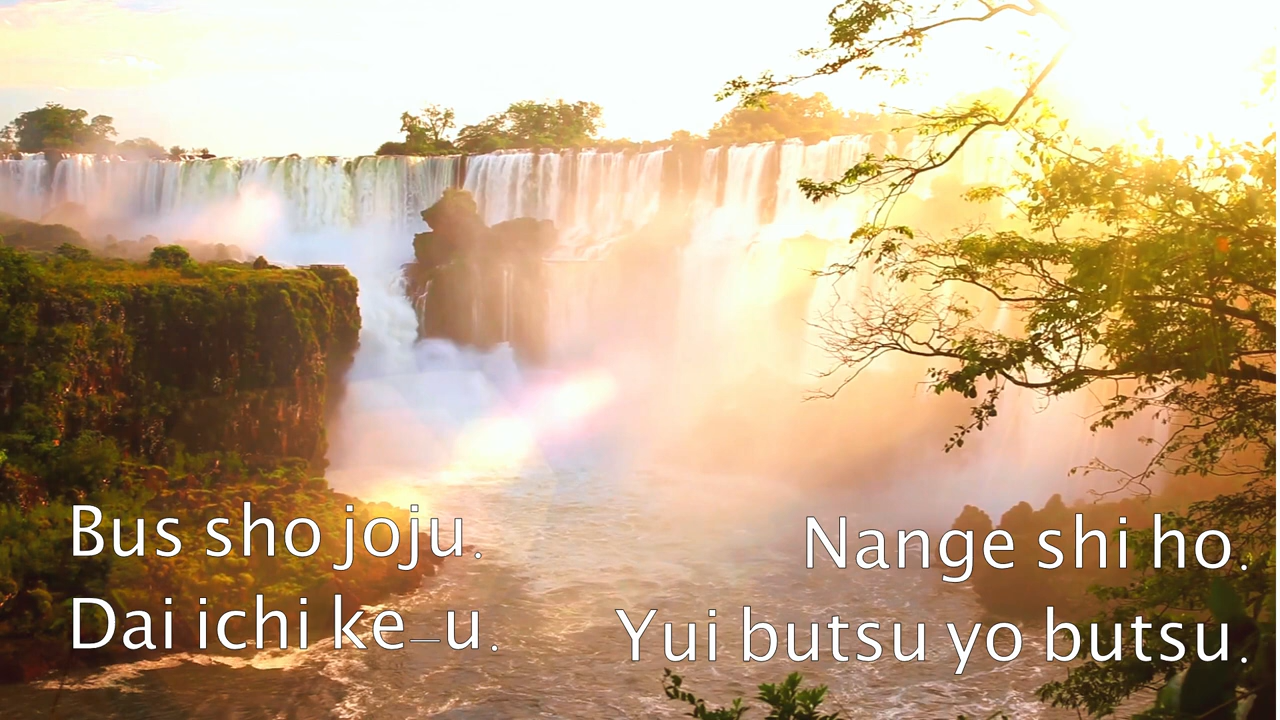 Bus sho joju.
Dai ichi ke–u.
Nange shi ho.
Yui butsu yo butsu.